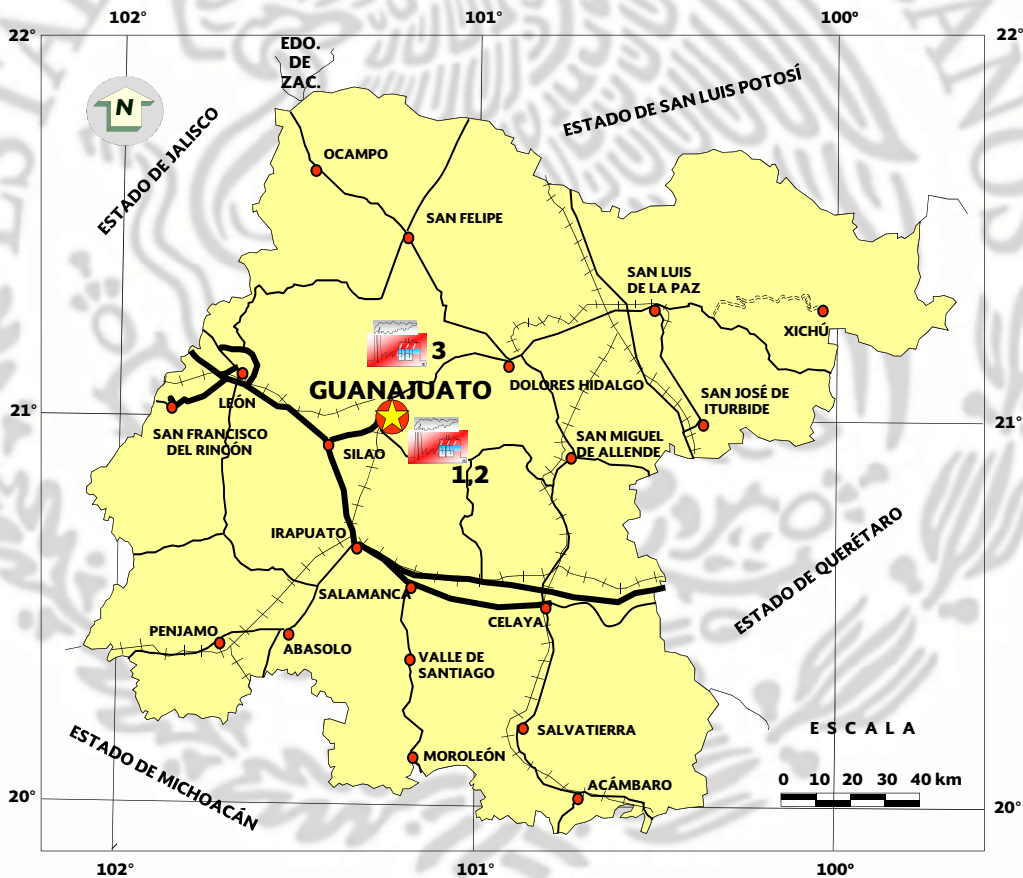 102°
101°
100°
22°
22°
EDO.
DE
ZAC.
ESTADO DE SAN LUIS POTOSÍ
N
ESTADO DE JALISCO
OCAMPO
SAN FELIPE
SAN LUIS
DE LA PAZ
XICHÚ
3
DOLORES HIDALGO
GUANAJUATO
LEÓN
SAN JOSÉ DE
ITURBIDE
21°
21°
SAN FRANCISCO
DEL RINCÓN
SILAO
SAN MIGUEL
DE ALLENDE
1,2
IRAPUATO
ESTADO DE QUERÉTARO
SALAMANCA
CELAYA
PENJAMO
ABASOLO
VALLE DE
SANTIAGO
SALVATIERRA
ESCALA
ESTADO DE MICHOACÁN
MOROLEÓN
ACÁMBARO
0 10 20 30 40 km
20°
20°
102°
101°
100°